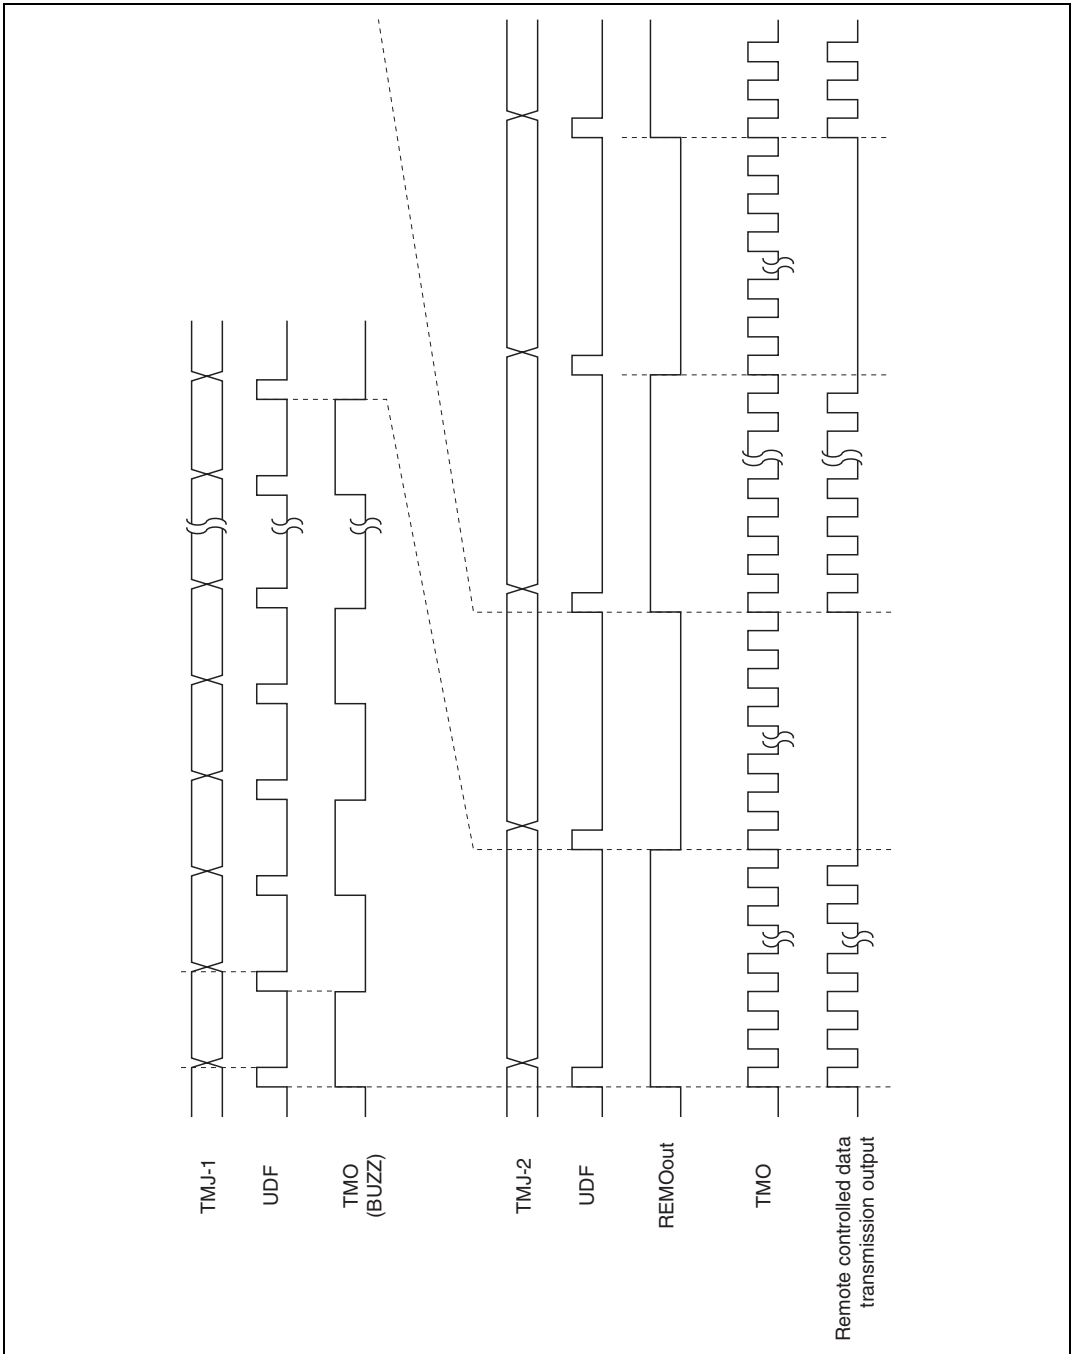 TMJ-1
UDF
TMO
(BUZZ)
TMJ-2
UDF
REMOout
TMO
Remote controlled data
transmission output